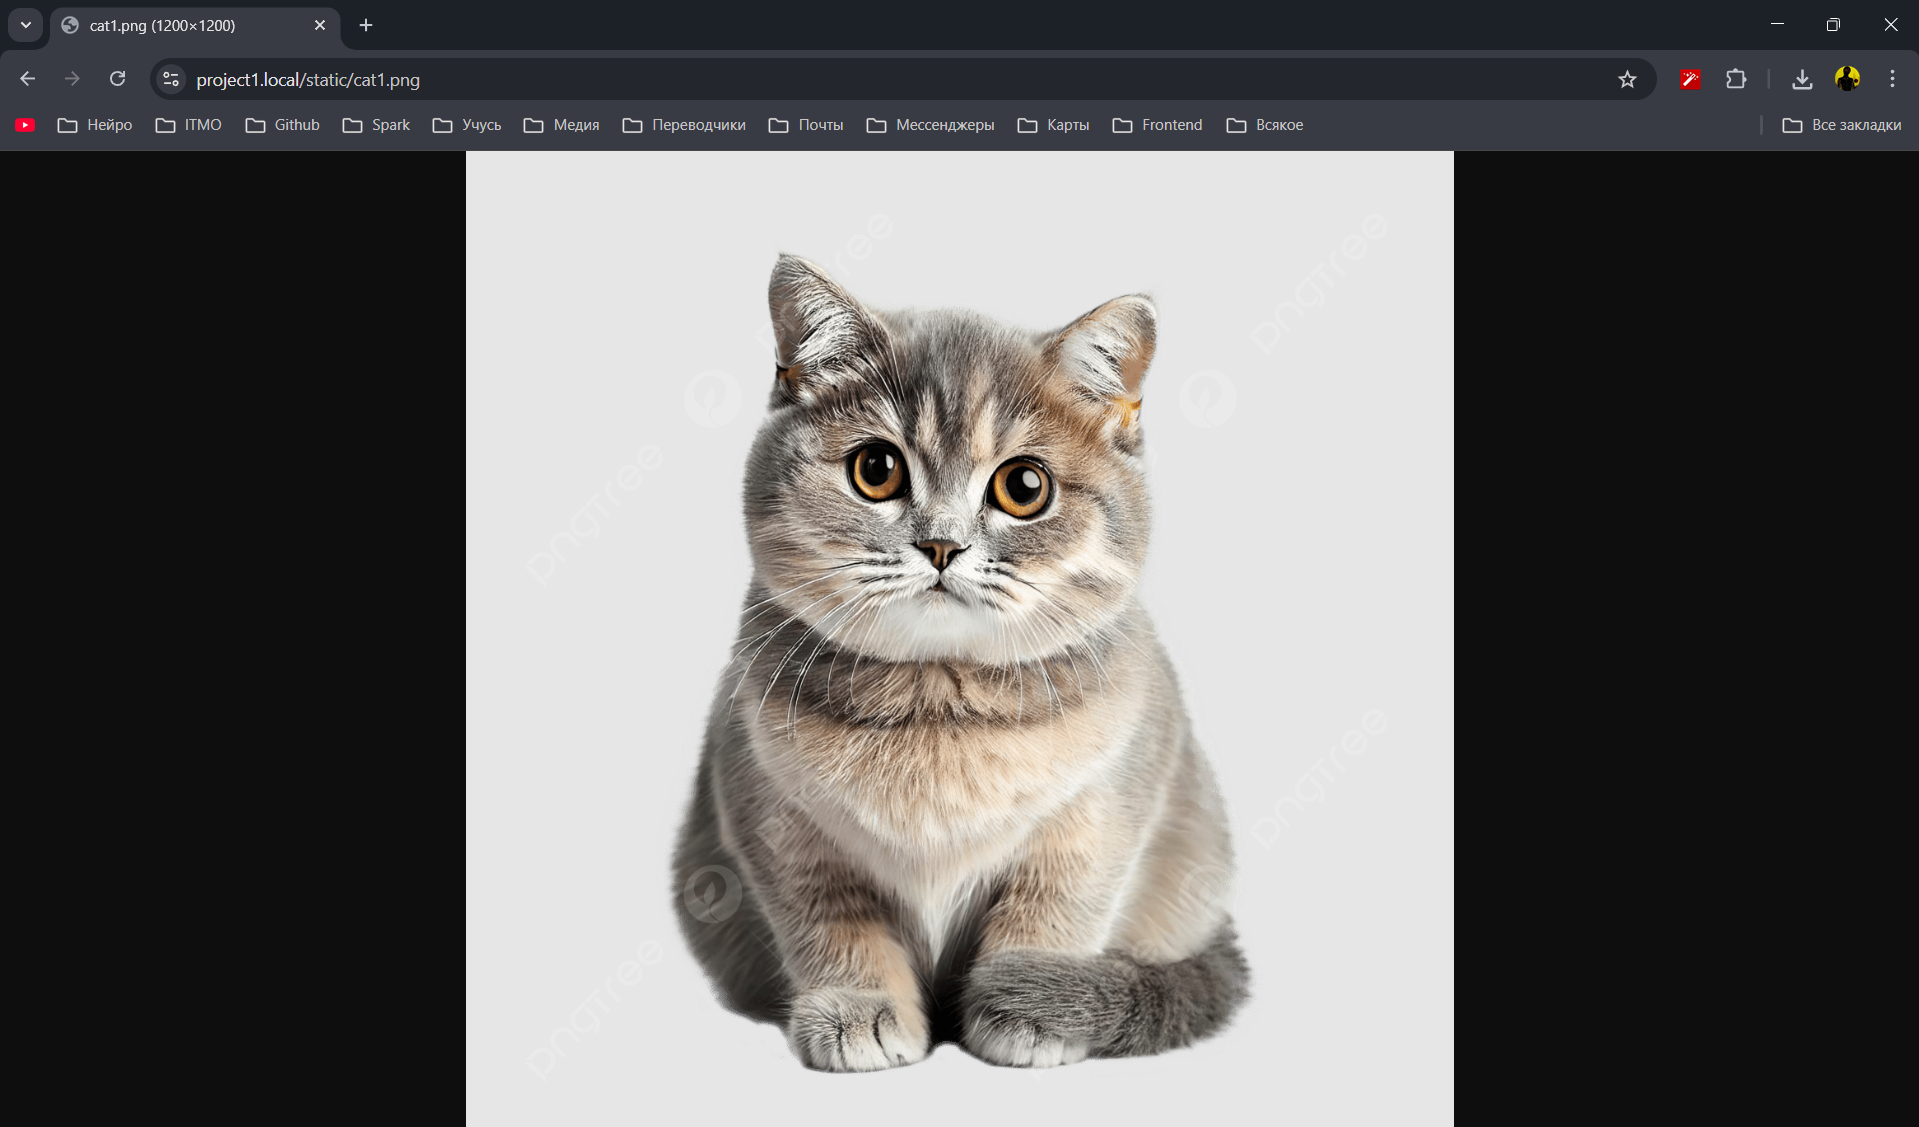 cat1.png (1200×1200)
project1.local/static/cat1.png
Нейро ITMO Github Spark Учусь Медия Переводчики Почты Мессенджеры Карты Frontend Всякое Все закладки
pngtree
pngtree
pngtree
pngtree
pngtree
pngtree